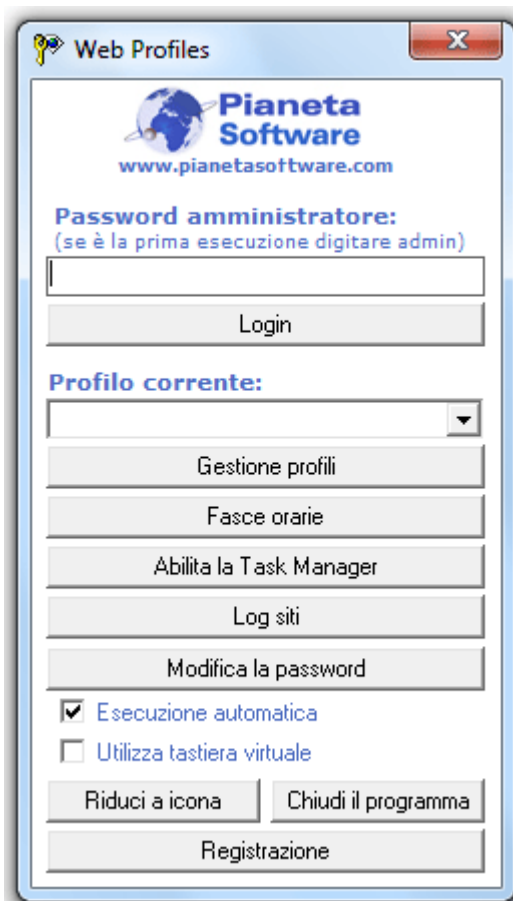 Web Profiles
Pianeta
Software
www.pianetasoftware.com
Password amministratore:
(se è la prima esecuzione digitare admin)
Login
Profilo corrente:
Gestione profili
Fasce orarie
Abilita la Task Manager
Log siti
Modifica la password
Esecuzione automatica
Utilizza tastiera virtuale
Riduci a icona Chiudi il programma
Registrazione